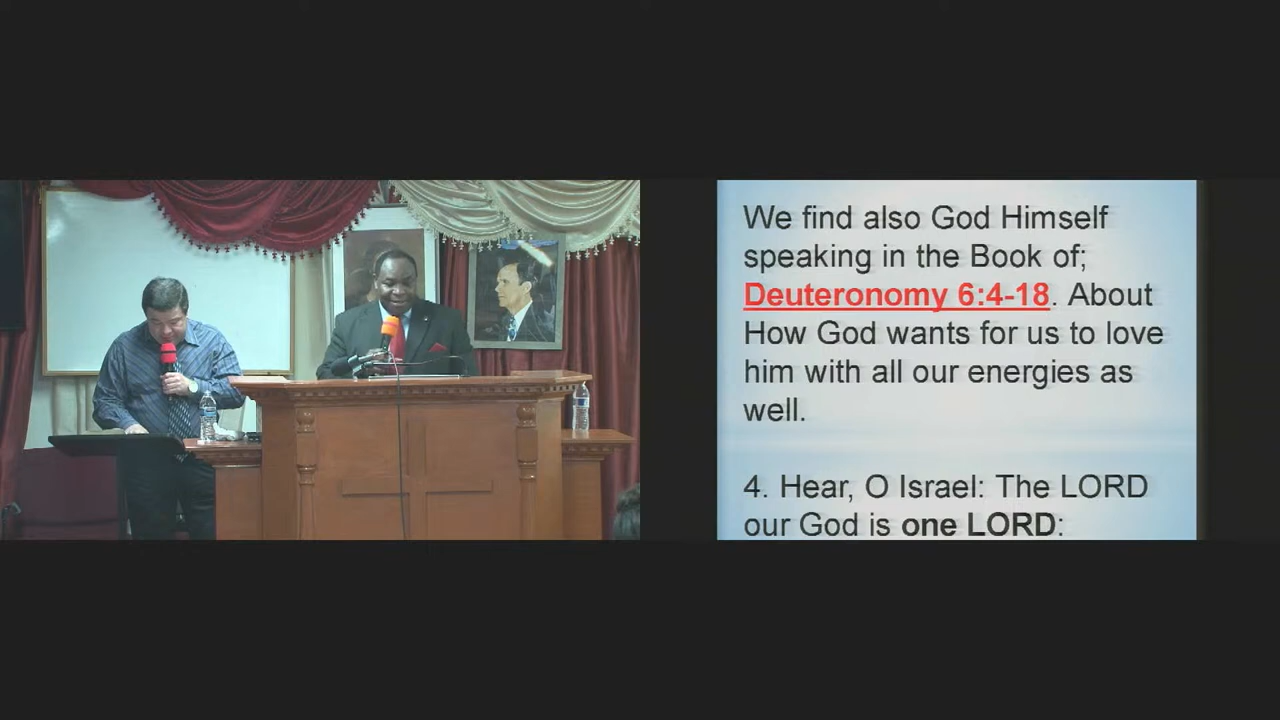 We find also God Himself
speaking in the Book of;
Deuteronomy 6:4-18. About
How God wants for us to love
him with all our energies as
well.
4. Hear, O Israel: The LORD
our God is one LORD: